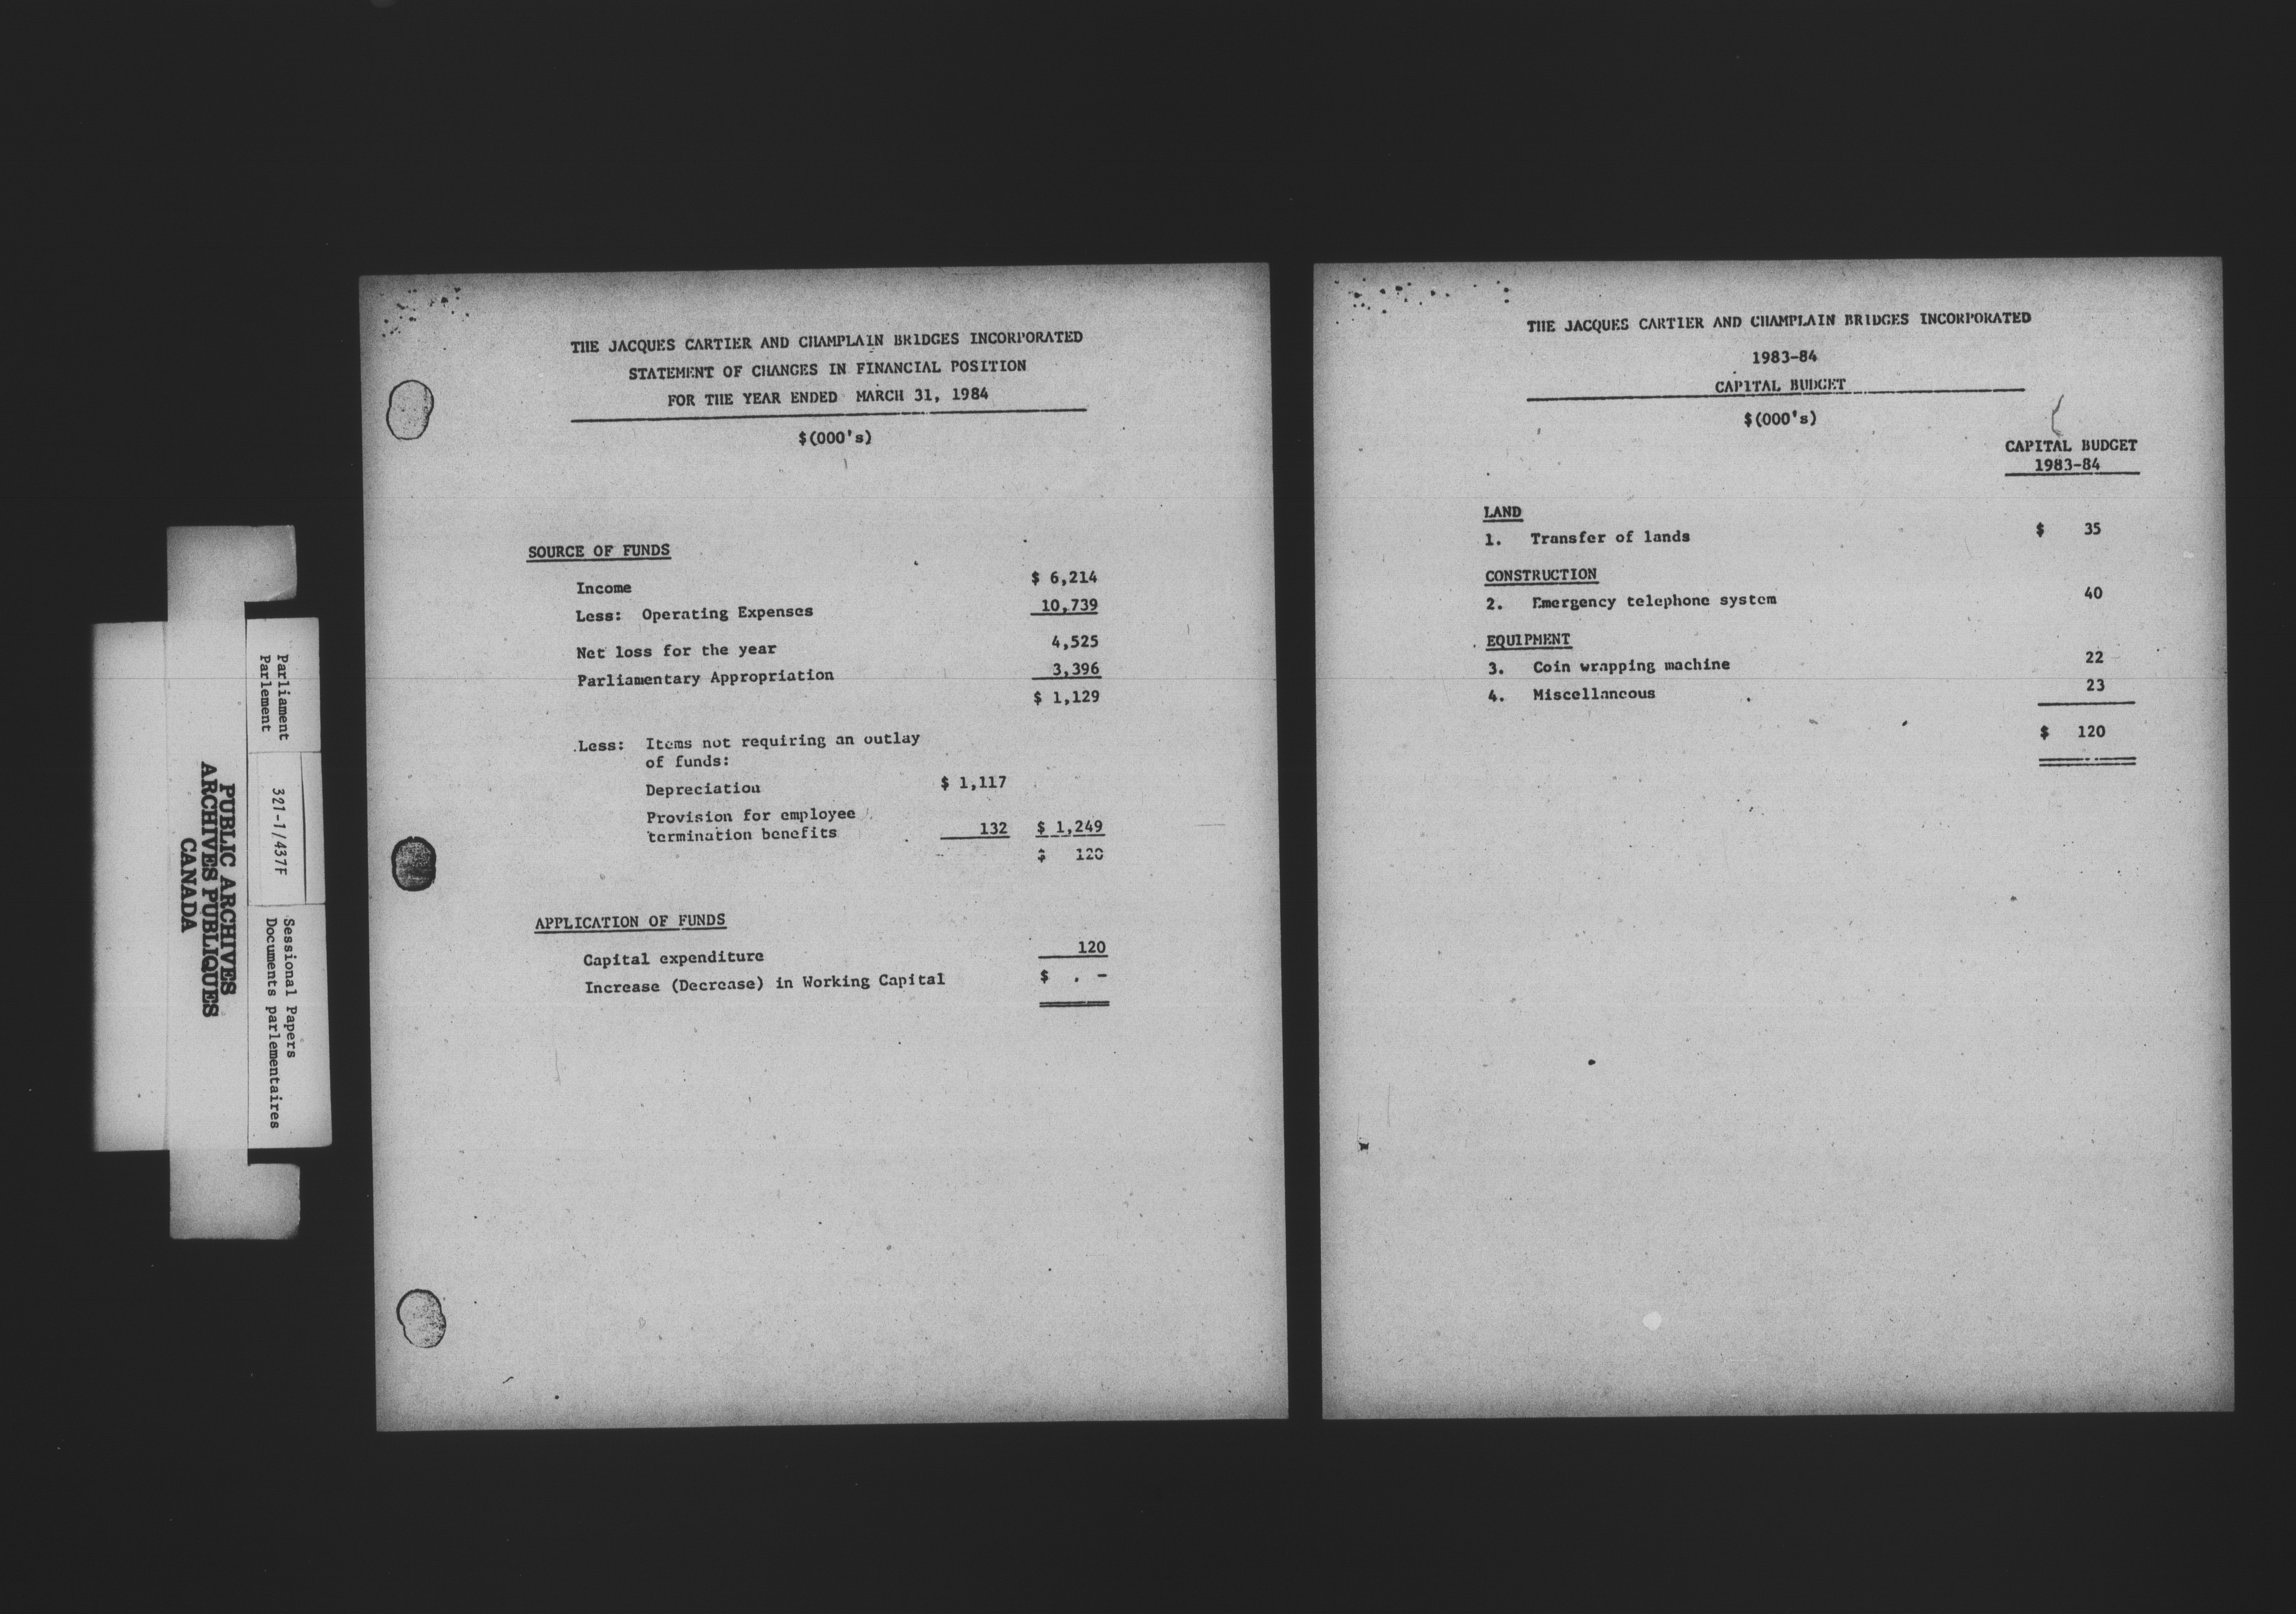 Parliament
Parlement
321-1/437F
Sessional Papers
Documents parlementaires
PUBLIC ARCHIVES
ARCHIVES PUBLIQUES
CANADA
THE JACQUES CARTIER AND CHAMPLAIN BRIDGES INCORPORATED
STATEMENT OF CHANGES IN FINANCIAL POSITION
FOR THE YEAR ENDED MARCH 31, 1984
$(000's)
SOURCE OF FUNDS
Income $ 6,214
Less: Operating Expenses 10,739
Net loss for the year 4,525
Parliamentary Appropriation 3,396
$ 1,129
Less: Items not requiring an outlay
of funds:
Depreciation $ 1,117
Provision for employee
termination benefits 132 $ 1,249
$ 120
APPLICATION OF FUNDS
Capital expenditure 120
Increase (Decrease) in Working Capital $ . -
THE JACQUES CARTIER AND CHAMPLAIN BRIDGES INCORPORATED
1983-84
CAPITAL BUDGET
$(000's)
CAPITAL BUDGET
1983-84
LAND
1. Transfer of lands $ 35
CONSTRUCTION
2. Emergency telephone system 40
EQUIPMENT
3. Coin wrapping machine 22
4. Miscellaneous 23
$ 120